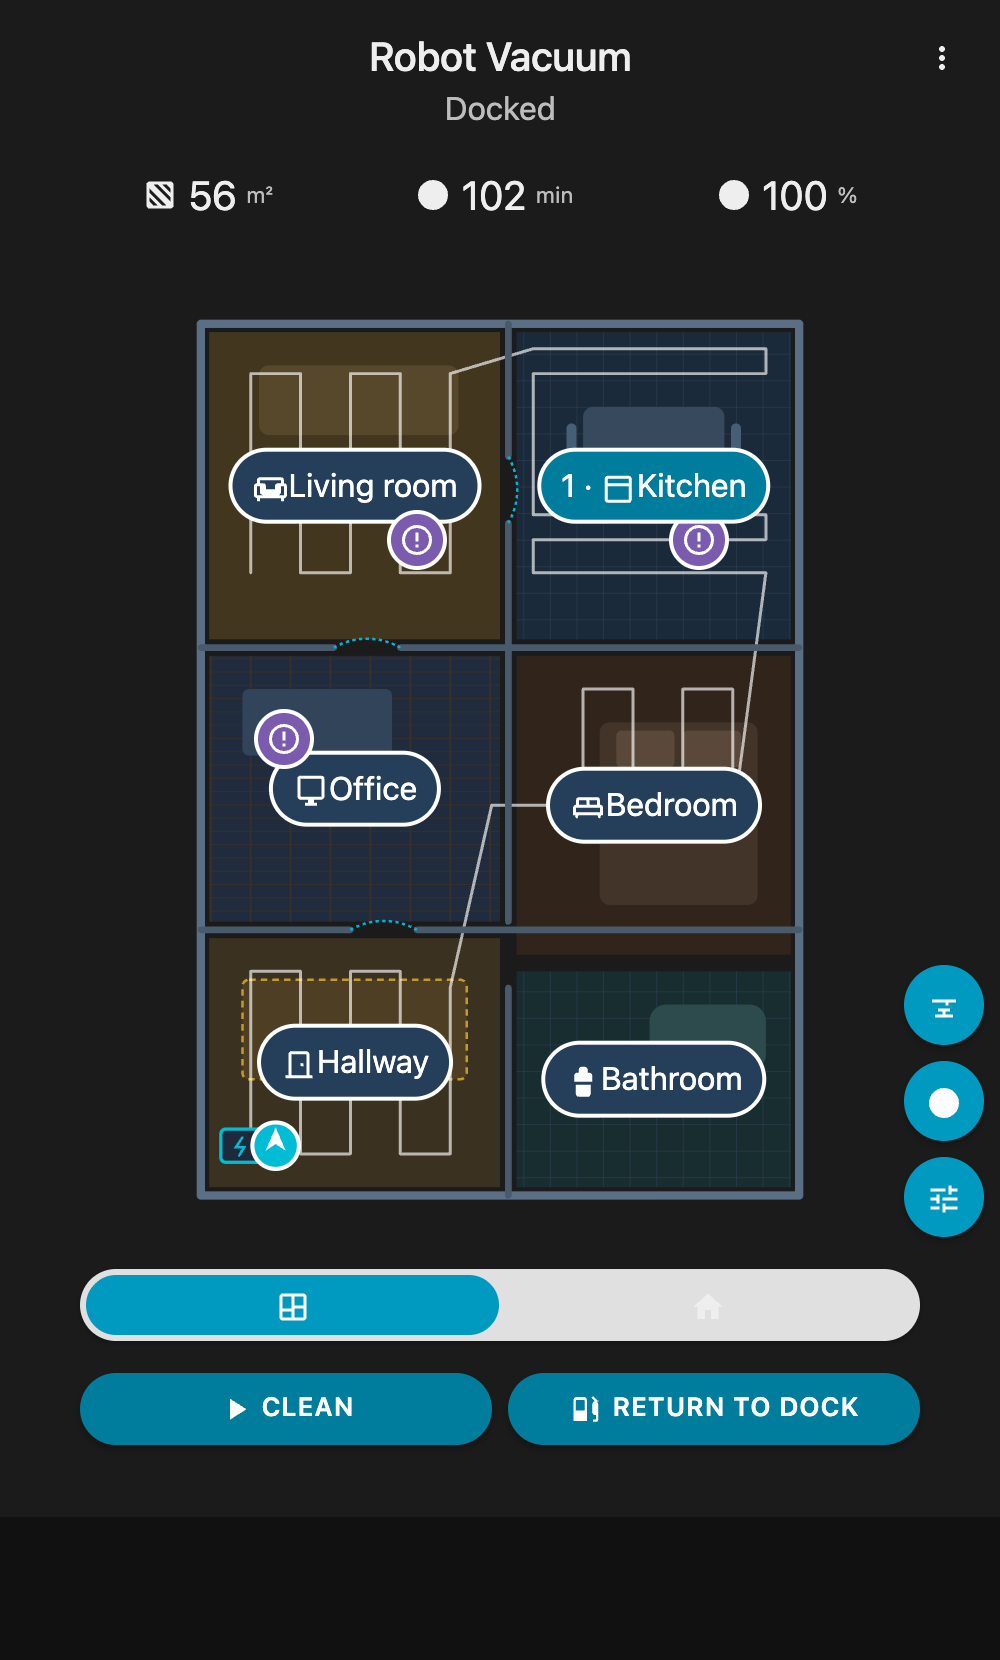 Robot Vacuum
Docked
56 m²
102 min
100 %
Living room
1 · Kitchen
Office
Bedroom
Hallway
Bathroom
CLEAN
RETURN TO DOCK